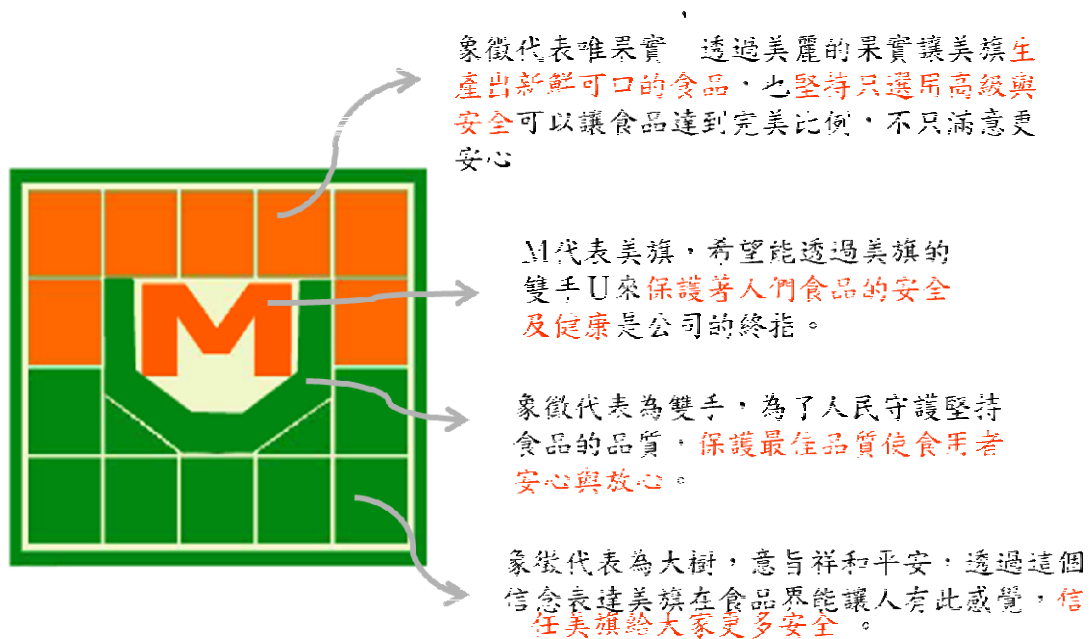 象徵代表唯果實，透過美麗的果實讓美旗生
產出新鮮可口的食品，也堅持只選用高級與
安全可以讓食品達到完美比例，不只滿意更
安心
M
M代表美旗，希望能透過美旗的
雙手U來保護著人們食品的安全
及健康是公司的終指。
象徵代表為雙手，為了人民守護堅持
食品的品質，保護最佳品質使食用者
安心與放心。
象徵代表為大樹，意旨祥和平安，透過這個
信念表達美旗在食品界能讓人有此感覺，信
任美旗給大家更多安全。